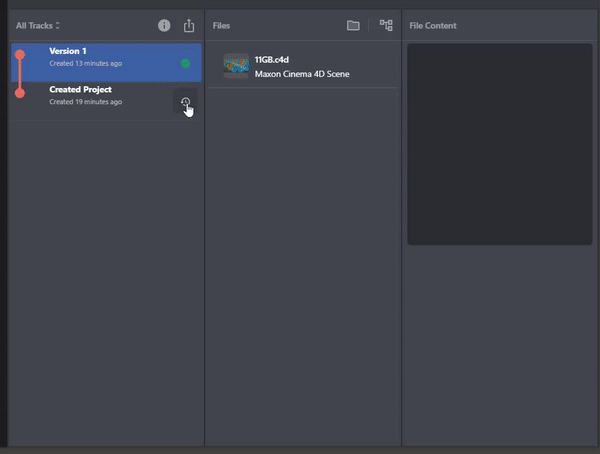 All Tracks
Files
File Content
Version 1
Created 13 minutes ago
11GB.c4d
Maxon Cinema 4D Scene
Created Project
Created 19 minutes ago